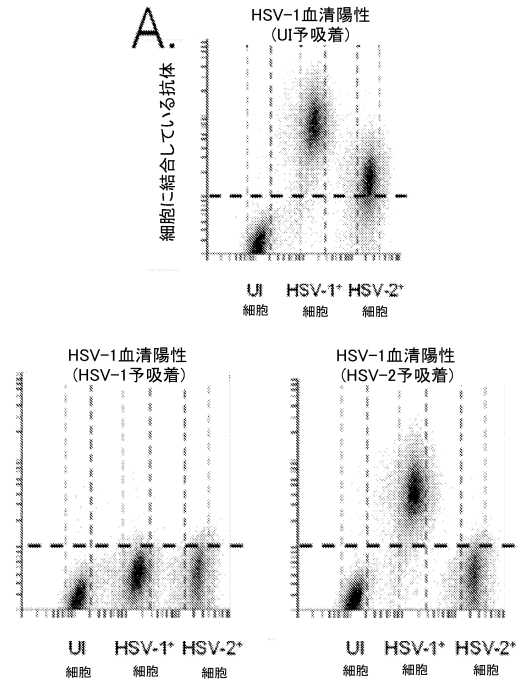 A.
HSV-1血清陽性
(UI予吸着)
細胞に結合している抗体
UI HSV-1⁺ HSV-2⁺
細胞 細胞 細胞
HSV-1血清陽性
(HSV-1予吸着)
UI HSV-1⁺ HSV-2⁺
細胞 細胞 細胞
HSV-1血清陽性
(HSV-2予吸着)
UI HSV-1⁺ HSV-2⁺
細胞 細胞 細胞